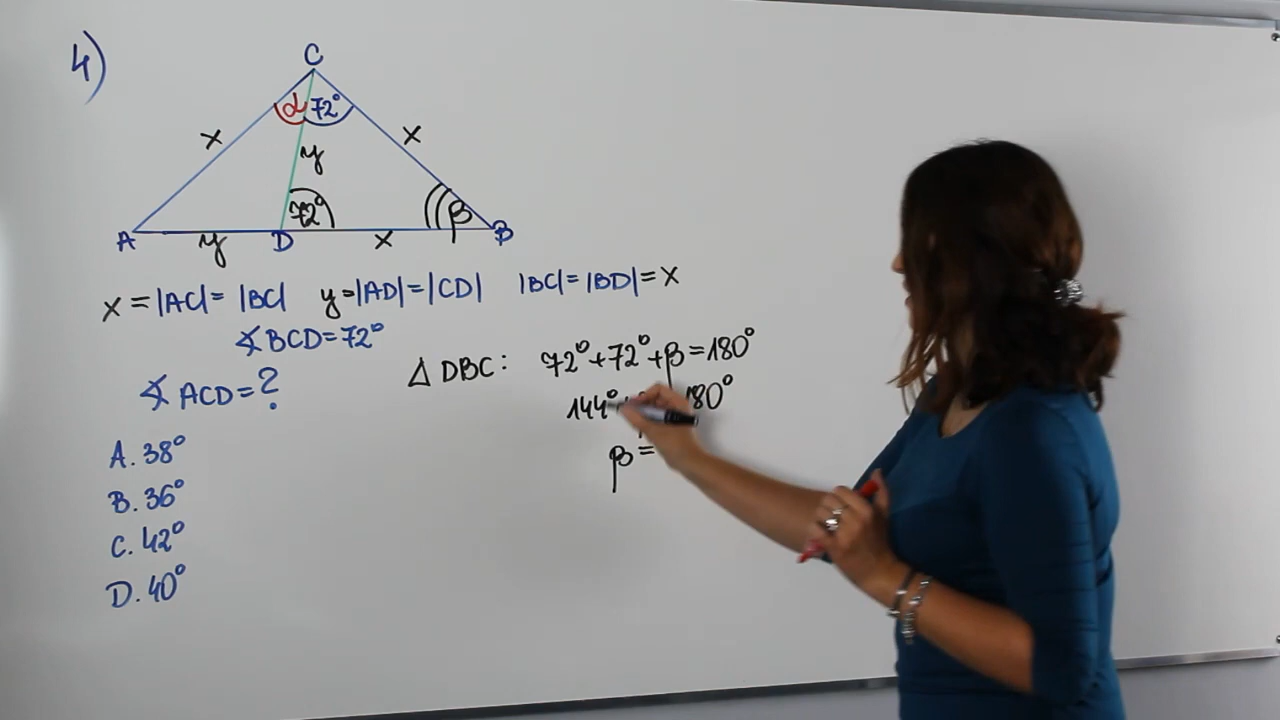 4)
C
α 72°
x x
y
72° β
A y D x B
x = |AC| = |BC| y = |AD| = |CD| |BC| = |BD| = x
∢ BCD = 72°
∢ ACD = ?
△ DBC: 72° + 72° + β = 180°
144° 180°
β =
A. 38°
B. 36°
C. 42°
D. 40°